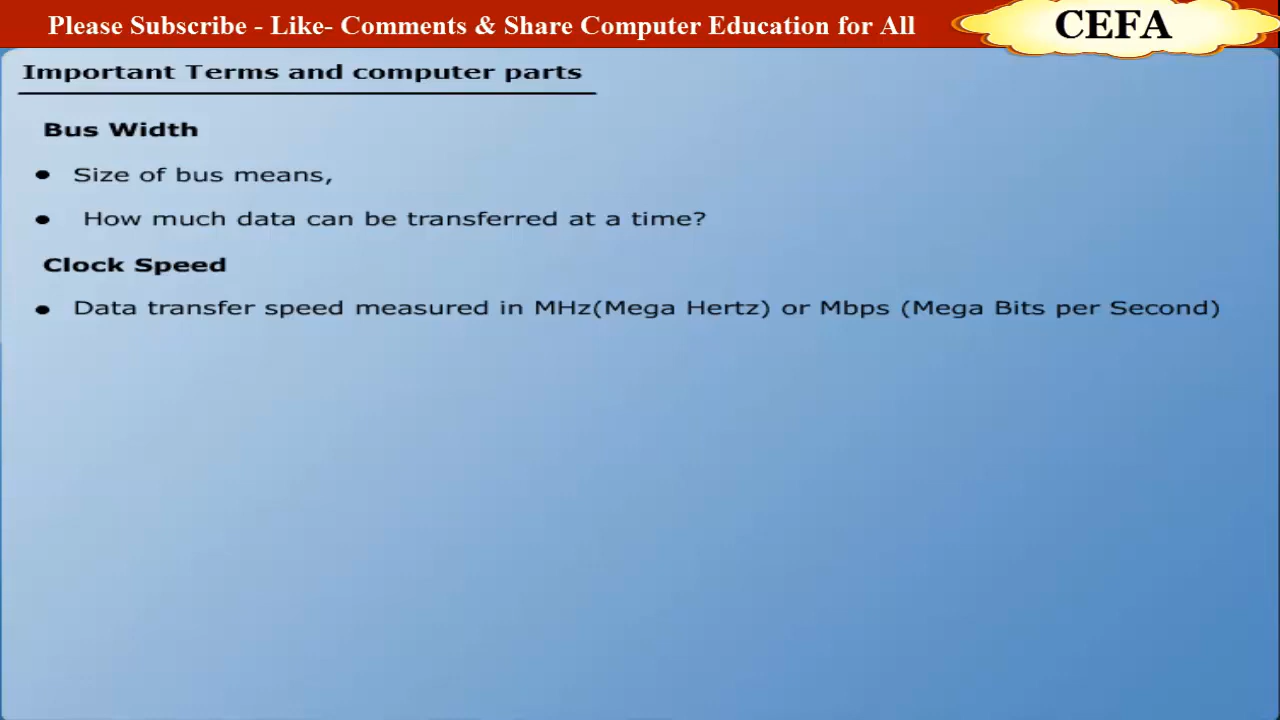 Please Subscribe - Like- Comments & Share Computer Education for All
CEFA
Important Terms and computer parts
Bus Width
• Size of bus means,
• How much data can be transferred at a time?
Clock Speed
• Data transfer speed measured in MHz(Mega Hertz) or Mbps (Mega Bits per Second)